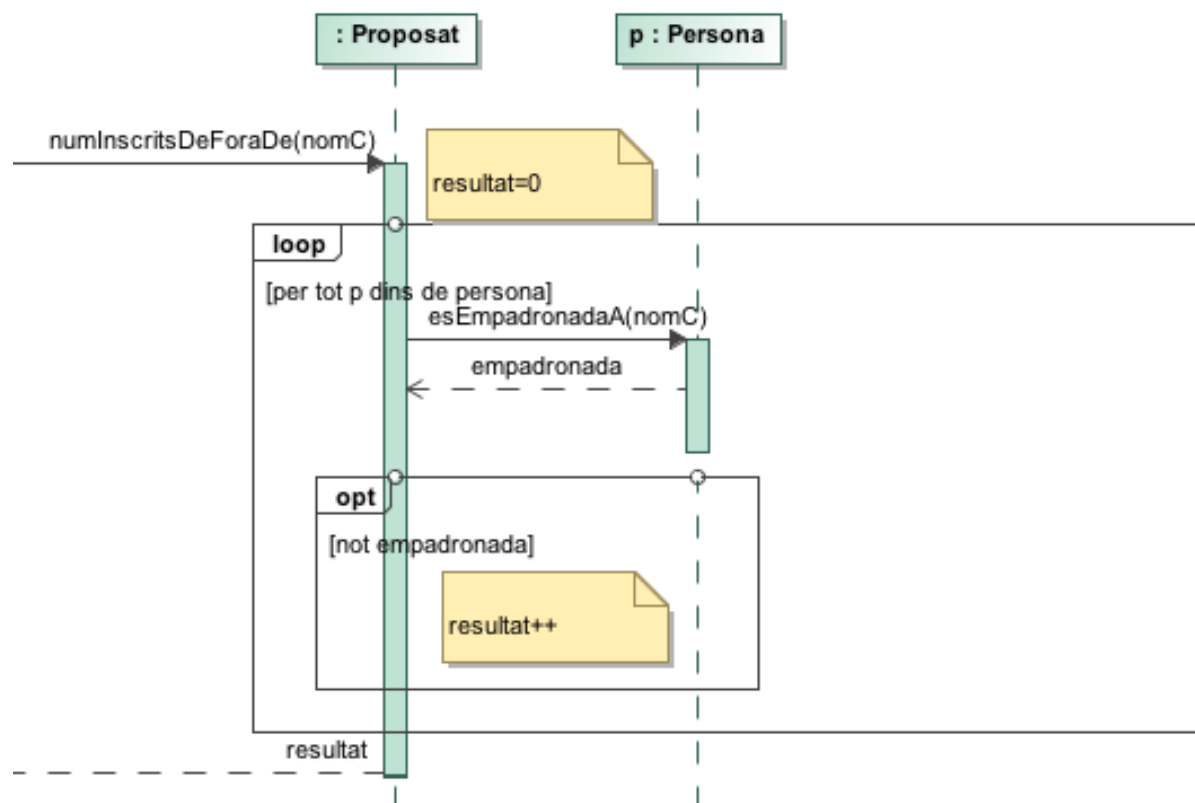 : Proposat
p : Persona
numInscritsDeForaDe(nomC)
resultat=0
loop
[per tot p dins de persona]
esEmpadronadaA(nomC)
empadronada
opt
[not empadronada]
resultat++
resultat